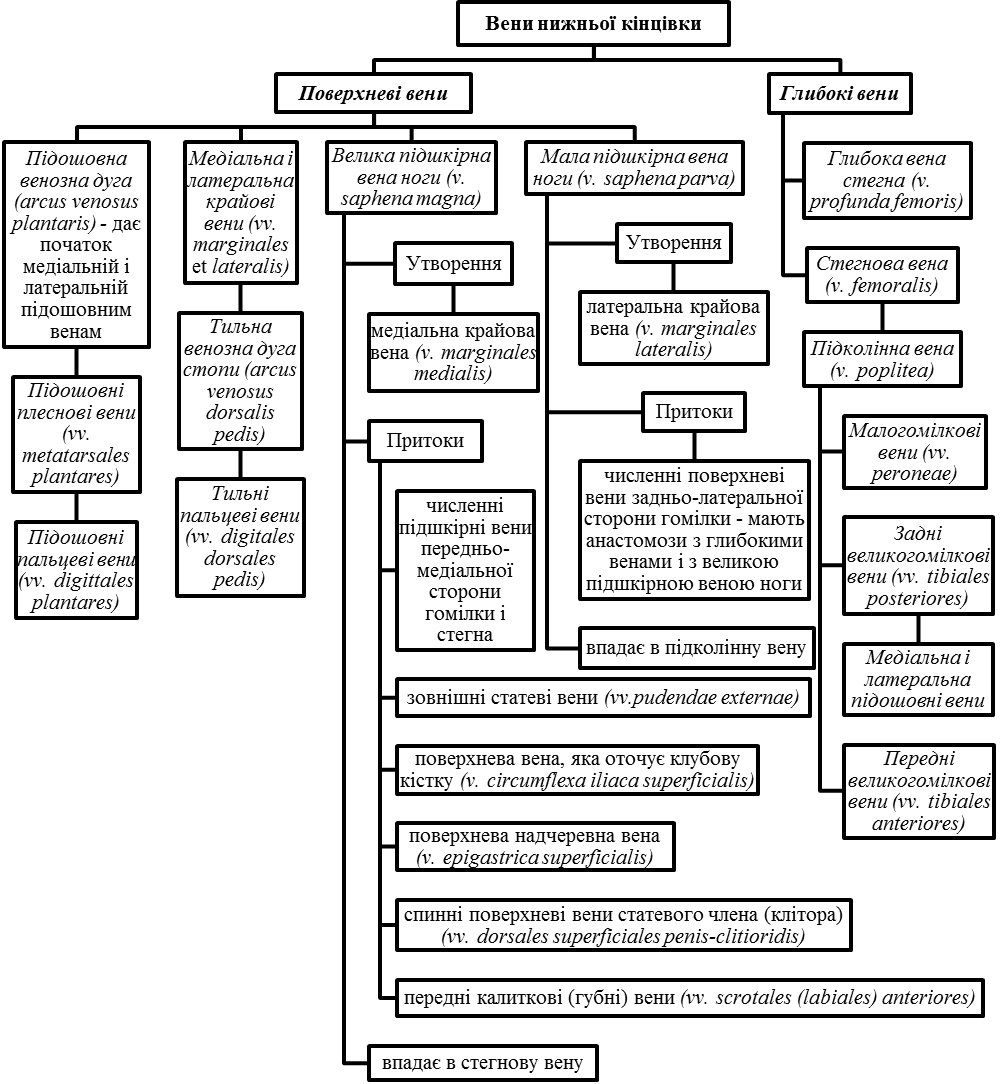 Вени нижньої кінцівки
Поверхневі вени
Глибокі вени
Підошовна
венозна дуга
(arcus venosus
plantaris) - дає
початок
медіальній і
латеральній
підошовним
венам
Підошовні
плеснові вени
(vv.
metatarsales
plantares)
Підошовні
пальцеві вени
(vv. digittales
plantares)
Медіальна і
латеральна
крайові
вени (vv.
marginales
et lateralis)
Тильна
венозна дуга
стопи (arcus
venosus
dorsalis
pedis)
Тильні
пальцеві вени
(vv. digitales
dorsales
pedis)
Велика підшкірна
вена ноги (v.
saphena magna)
Утворення
медіальна крайова
вена (v. marginales
medialis)
Притоки
численні
підшкірні вени
передньо-
медіальної
сторони
гомілки і
стегна
зовнішні статеві вени (vv.pudendae externae)
поверхнева вена, яка оточує клубову
кістку (v. circumflexa iliaca superficialis)
поверхнева надчеревна вена
(v. epigastrica superficialis)
спинні поверхневі вени статевого члена (клітора)
(vv. dorsales superficiales penis-clitioridis)
передні калиткові (губні) вени (vv. scrotales (labiales) anteriores)
впадає в стегнову вену
Мала підшкірна вена
ноги (v. saphena parva)
Утворення
латеральна крайова
вена (v. marginales
lateralis)
Притоки
численні поверхневі
вени задньо-латеральної
сторони гомілки - мають
анастомози з глибокими
венами і з великою
підшкірною веною ноги
впадає в підколінну вену
Глибока вена
стегна (v.
profunda femoris)
Стегнова вена
(v. femoralis)
Підколінна вена
(v. poplitea)
Малогомілкові
вени (vv.
peroneae)
Задні
великогомілкові
вени (vv. tibiales
posteriores)
Медіальна і
латеральна
підошовні вени
Передні
великогомілкові
вени (vv. tibiales
anteriores)